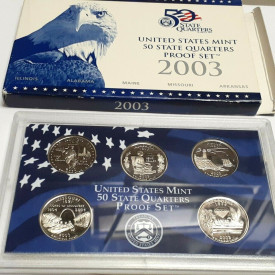 50
STATE QUARTERS
UNITED STATES MINT
50 STATE QUARTERS
PROOF SET
2003
ILLINOIS
ALABAMA
MAINE
MISSOURI
ARKANSAS
2003
UNITED STATES MINT
50 STATE QUARTERS
PROOF SET